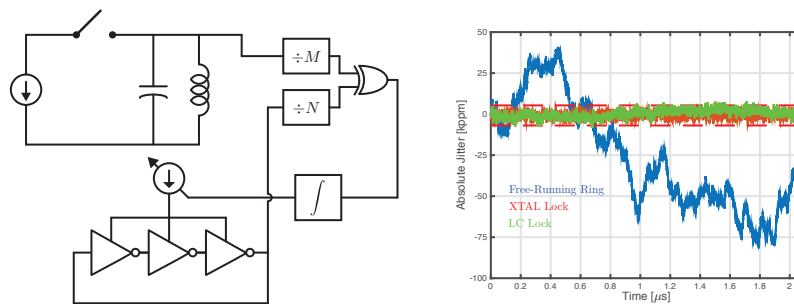 ÷M
÷N
∫
50
25
0
-25
-50
-75
-100
Absolute Jitter [kppm]
Free-Running Ring
XTAL Lock
LC Lock
0 0.2 0.4 0.6 0.8 1 1.2 1.4 1.6 1.8 2
Time [μs]